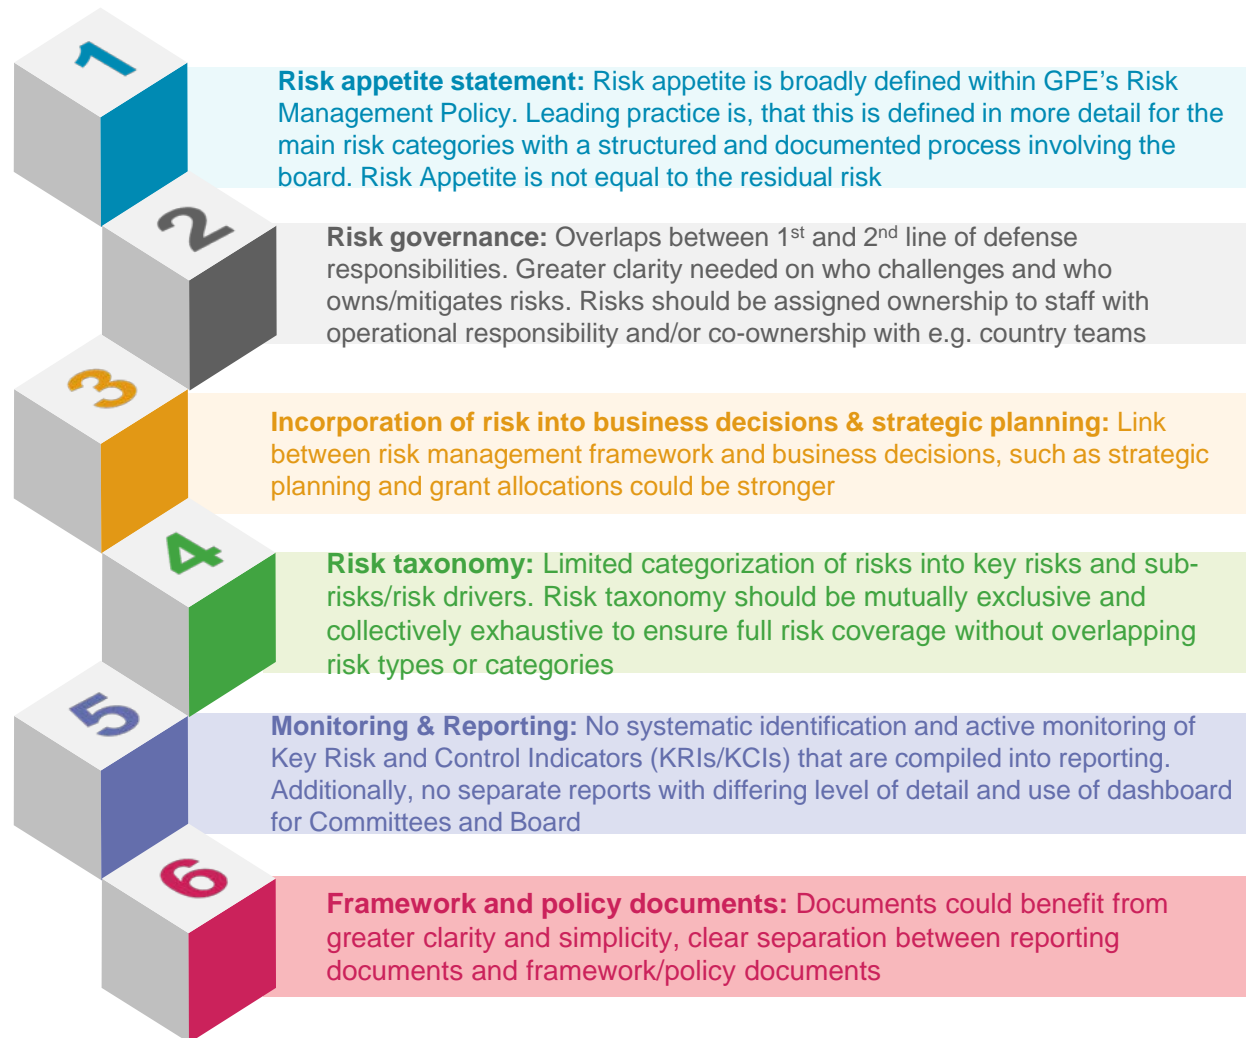 1
Risk appetite statement: Risk appetite is broadly defined within GPE's Risk
Management Policy. Leading practice is, that this is defined in more detail for the
main risk categories with a structured and documented process involving the
board. Risk Appetite is not equal to the residual risk
2
Risk governance: Overlaps between 1st and 2nd line of defense
responsibilities. Greater clarity needed on who challenges and who
owns/mitigates risks. Risks should be assigned ownership to staff with
operational responsibility and/or co-ownership with e.g. country teams
3
Incorporation of risk into business decisions & strategic planning: Link
between risk management framework and business decisions, such as strategic
planning and grant allocations could be stronger
4
Risk taxonomy: Limited categorization of risks into key risks and sub-
risks/risk drivers. Risk taxonomy should be mutually exclusive and
collectively exhaustive to ensure full risk coverage without overlapping
risk types or categories
5
Monitoring & Reporting: No systematic identification and active monitoring of
Key Risk and Control Indicators (KRIs/KCIs) that are compiled into reporting.
Additionally, no separate reports with differing level of detail and use of dashboard
for Committees and Board
6
Framework and policy documents: Documents could benefit from
greater clarity and simplicity, clear separation between reporting
documents and framework/policy documents